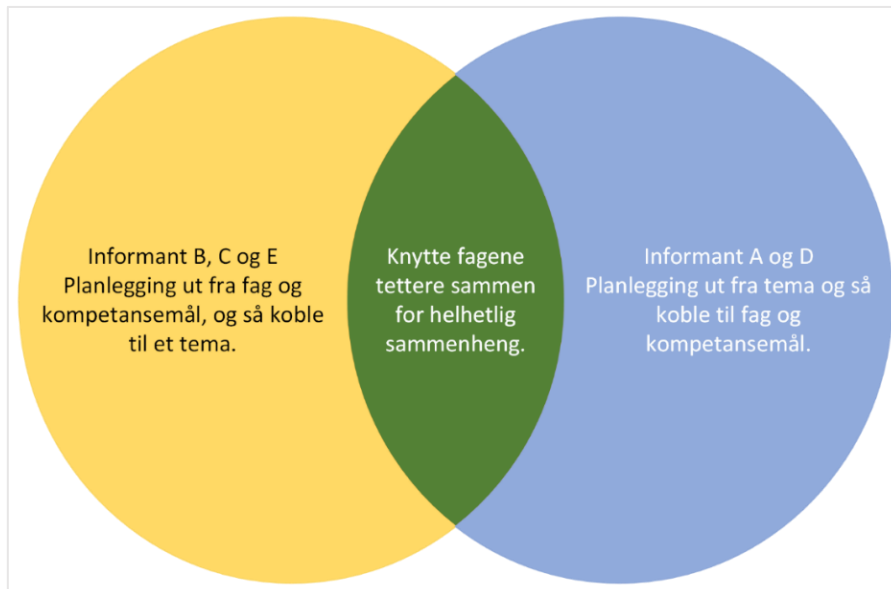 Informant B, C og E
Planlegging ut fra fag og
kompetansemål, og så koble
til et tema.
Knytte fagene
tettere sammen
for helhetlig
sammenheng.
Informant A og D
Planlegging ut fra tema og så
koble til fag og
kompetansemål.